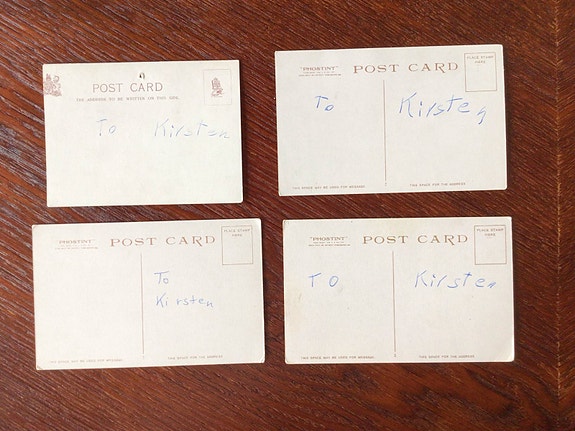 POST CARD
THE ADDRESS TO BE WRITTEN ON THIS SIDE
To Kirsten
"PHOSTINT"
POST CARD
PLACE STAMP
HERE
To Kirsten
THIS SPACE MAY BE USED FOR MESSAGE
THIS SPACE FOR THE ADDRESS
PHOSTINT
POST CARD
PLACE STAMP
HERE
To
Kirsten
THIS SPACE MAY BE USED FOR MESSAGE
THIS SPACE FOR THE ADDRESS
"PHOSTINT"
POST CARD
PLACE STAMP
HERE
TO Kirsten
THIS SPACE MAY BE USED FOR MESSAGE
THIS SPACE FOR THE ADDRESS